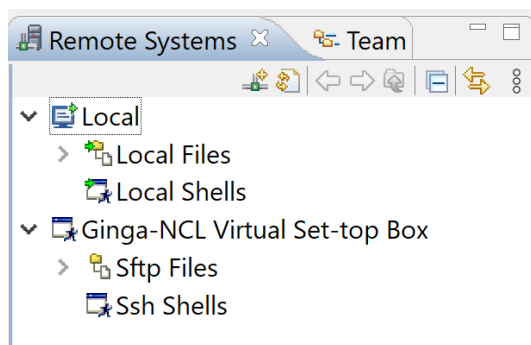 Remote Systems Team
Local
Local Files
Local Shells
Ginga-NCL Virtual Set-top Box
Sftp Files
Ssh Shells